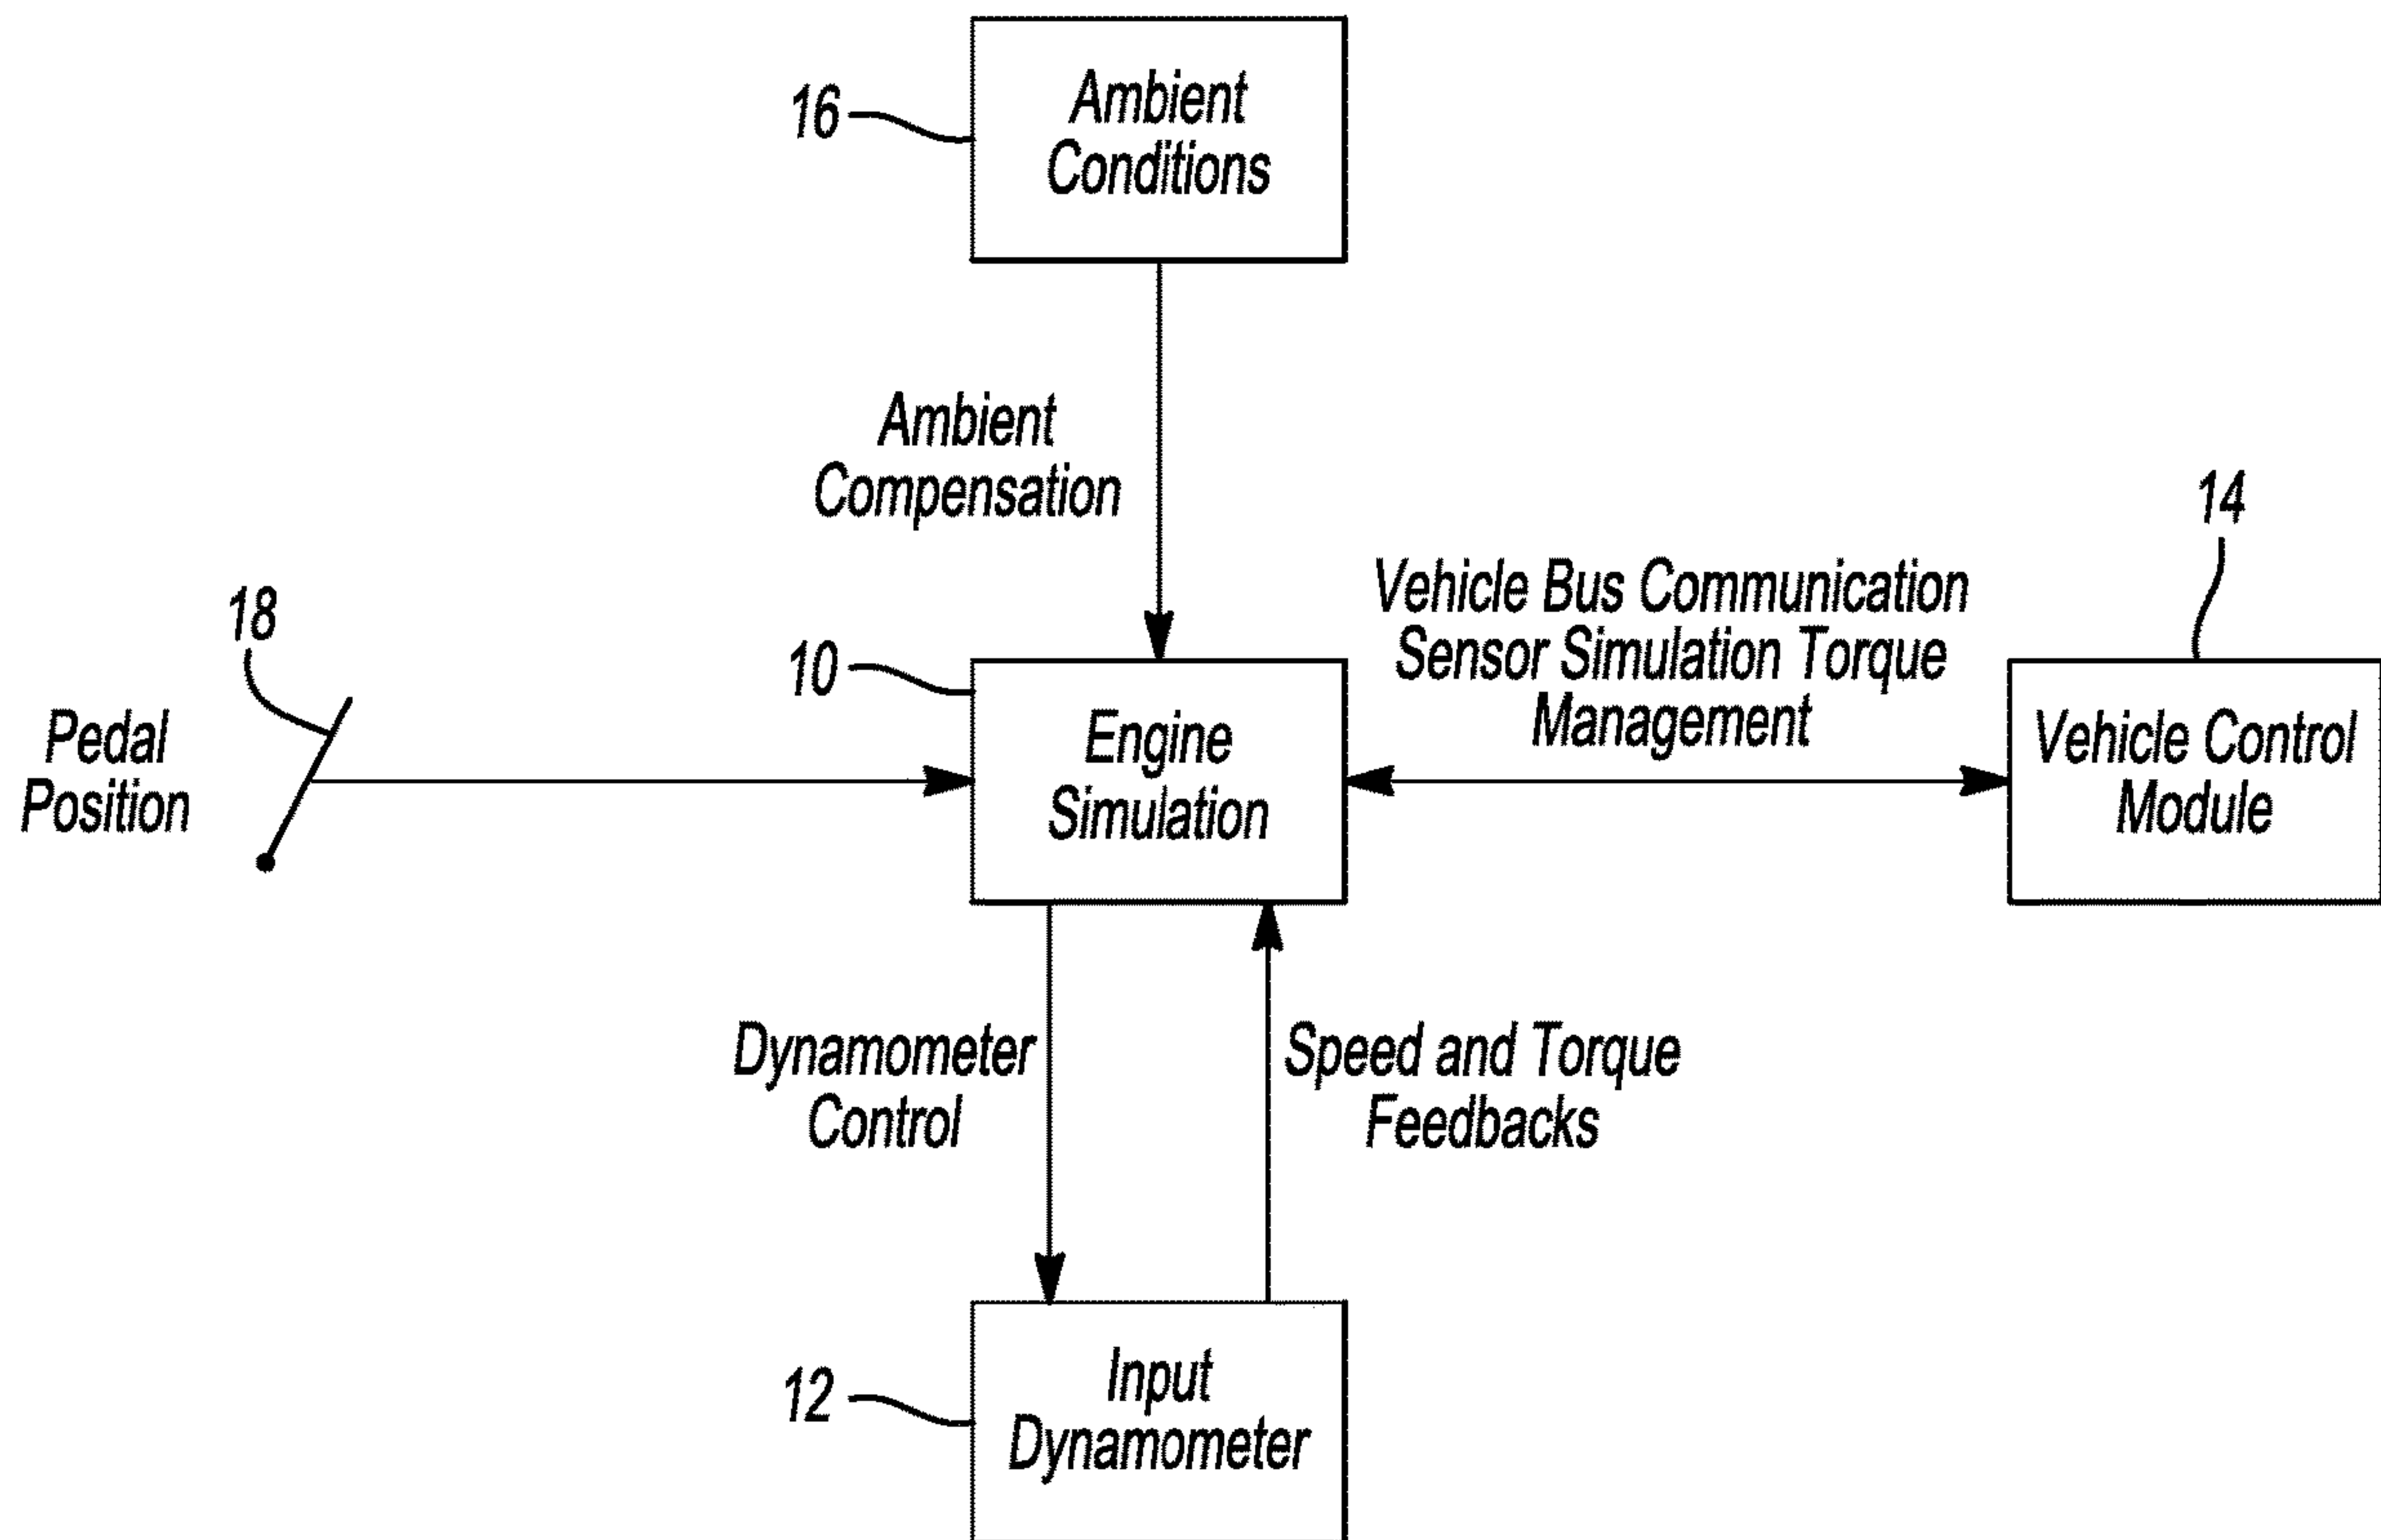 16
Ambient
Conditions
Ambient
Compensation
14
18
Vehicle Bus Communication
Sensor Simulation Torque
Management
10
Pedal
Position
Engine
Simulation
Vehicle Control
Module
Dynamometer
Control
Speed and Torque
Feedbacks
12
Input
Dynamometer